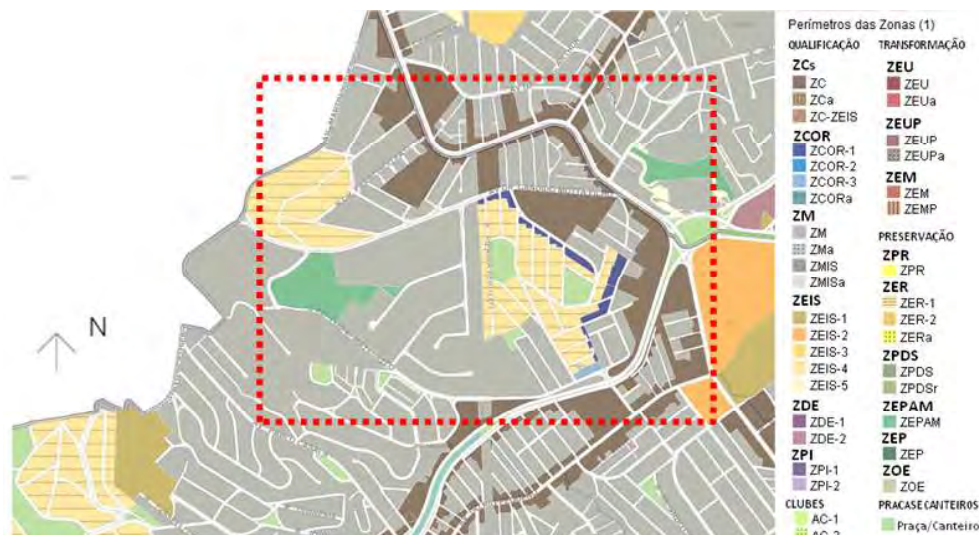 Perímetros das Zonas (1)
QUALIFICAÇÃO
ZCs
ZC
ZCa
ZC-ZEIS
ZCOR
ZCOR-1
ZCOR-2
ZCOR-3
ZCORa
ZM
ZM
ZMa
ZMIS
ZMISa
ZEIS
ZEIS-1
ZEIS-2
ZEIS-3
ZEIS-4
ZEIS-5
ZDE
ZDE-1
ZDE-2
ZPI
ZPI-1
ZPI-2
CLUBES
AC-1
TRANSFORMAÇÃO
ZEU
ZEU
ZEUa
ZEUP
ZEUP
ZEUPa
ZEM
ZEM
ZEMP
PRESERVAÇÃO
ZPR
ZPR
ZER
ZER-1
ZER-2
ZERa
ZPDS
ZPDS
ZPDSr
ZEPAM
ZEPAM
ZEP
ZEP
ZOE
ZOE
PRACASE CANTEIROS
Praça/Canteiro
N